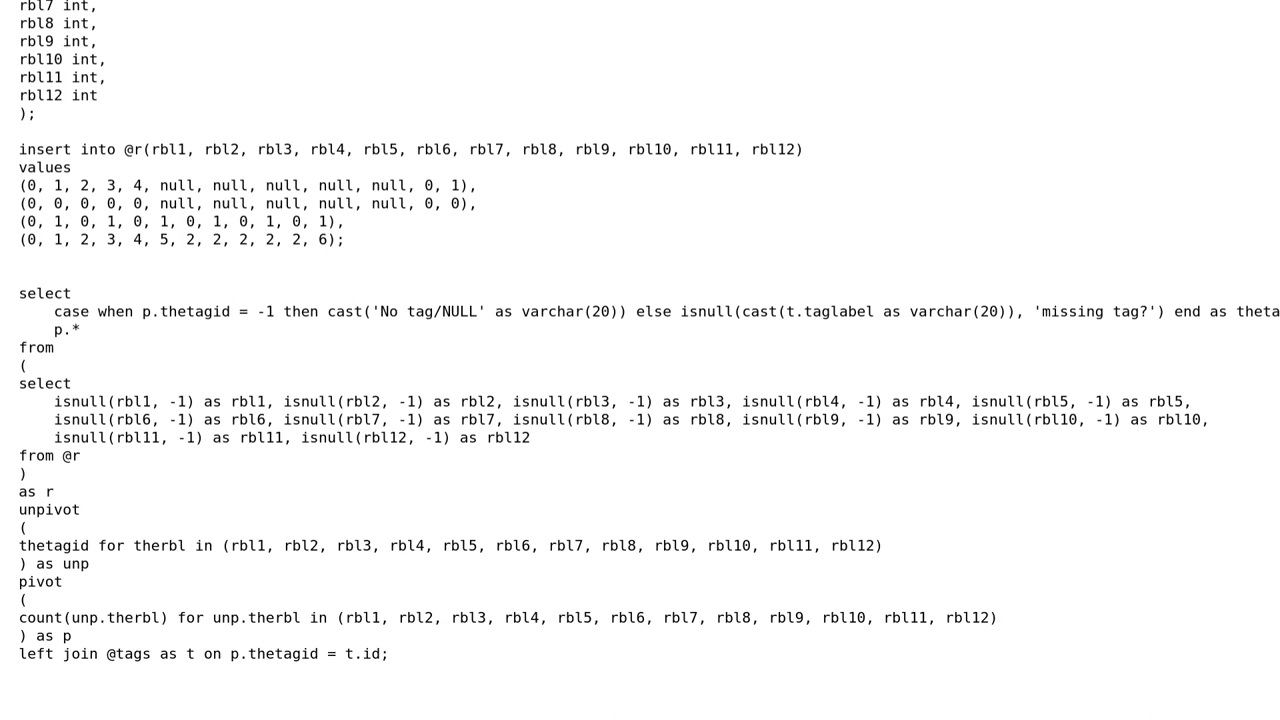 rbl7 int,
rbl8 int,
rbl9 int,
rbl10 int,
rbl11 int,
rbl12 int
);
insert into @r(rbl1, rbl2, rbl3, rbl4, rbl5, rbl6, rbl7, rbl8, rbl9, rbl10, rbl11, rbl12)
values
(0, 1, 2, 3, 4, null, null, null, null, null, 0, 1),
(0, 0, 0, 0, 0, null, null, null, null, null, 0, 0),
(0, 1, 0, 1, 0, 1, 0, 1, 0, 1, 0, 1),
(0, 1, 2, 3, 4, 5, 2, 2, 2, 2, 2, 6);
select
case when p.thetagid = -1 then cast('No tag/NULL' as varchar(20)) else isnull(cast(t.taglabel as varchar(20)), 'missing tag?') end as theta
p.*
from
(
select
isnull(rbl1, -1) as rbl1, isnull(rbl2, -1) as rbl2, isnull(rbl3, -1) as rbl3, isnull(rbl4, -1) as rbl4, isnull(rbl5, -1) as rbl5,
isnull(rbl6, -1) as rbl6, isnull(rbl7, -1) as rbl7, isnull(rbl8, -1) as rbl8, isnull(rbl9, -1) as rbl9, isnull(rbl10, -1) as rbl10,
isnull(rbl11, -1) as rbl11, isnull(rbl12, -1) as rbl12
from @r
)
as r
unpivot
(
thetagid for therbl in (rbl1, rbl2, rbl3, rbl4, rbl5, rbl6, rbl7, rbl8, rbl9, rbl10, rbl11, rbl12)
) as unp
pivot
(
count(unp.therbl) for unp.therbl in (rbl1, rbl2, rbl3, rbl4, rbl5, rbl6, rbl7, rbl8, rbl9, rbl10, rbl11, rbl12)
) as p
left join @tags as t on p.thetagid = t.id;